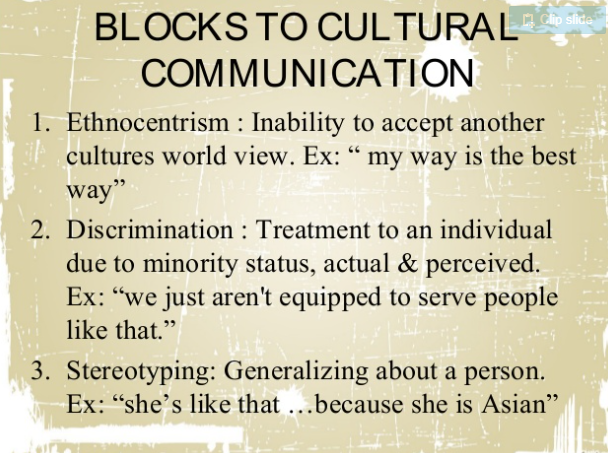 BLOCKS TO CULTURAL
Clip slide
COMMUNICATION
1. Ethnocentrism : Inability to accept another
cultures world view. Ex: “ my way is the best
way”
2. Discrimination : Treatment to an individual
due to minority status, actual & perceived.
Ex: “we just aren't equipped to serve people
like that.”
3. Stereotyping: Generalizing about a person.
Ex: “she’s like that …because she is Asian”